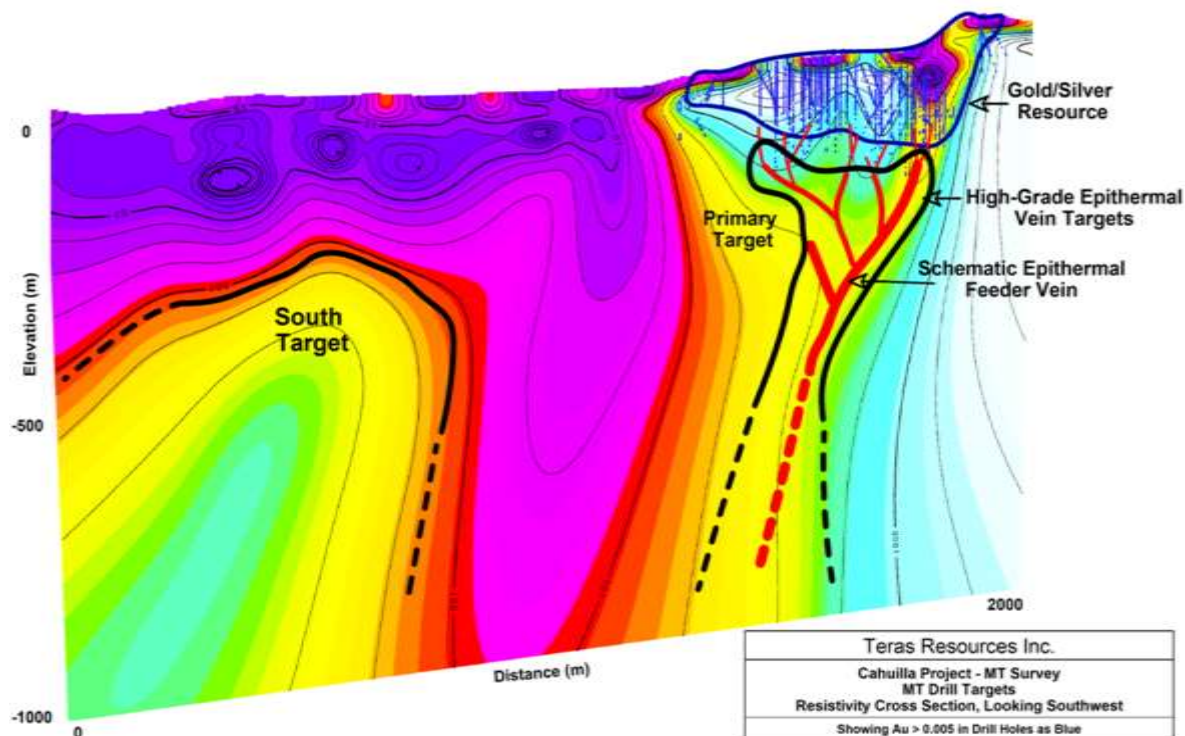 0
Elevation (m)
-500
-1000
0
Distance (m)
2000
Gold/Silver
Resource
High-Grade Epithermal
Vein Targets
Primary
Target
Schematic Epithermal
Feeder Vein
South
Target
Teras Resources Inc.
Cahuilla Project - MT Survey
MT Drill Targets
Resistivity Cross Section, Looking Southwest
Showing Au > 0.005 in Drill Holes as Blue